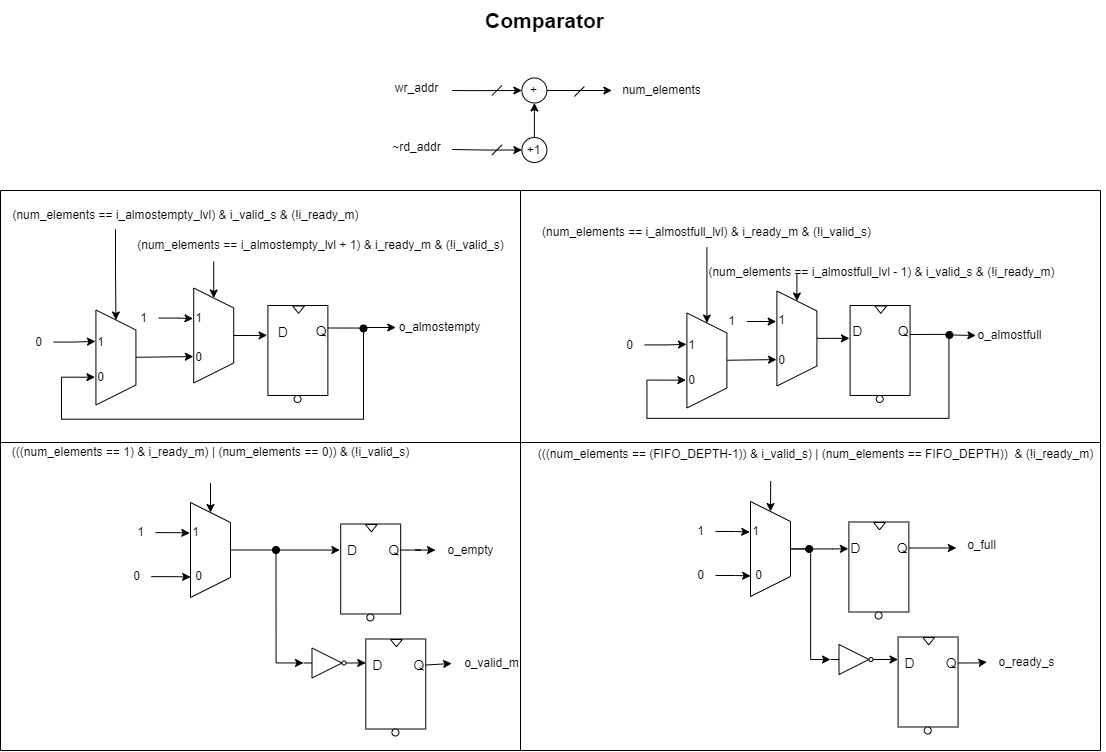 Comparator
wr_addr
+
num_elements
~rd_addr
+1
(num_elements == i_almostempty_lvl) & i_valid_s & (!i_ready_m)
(num_elements == i_almostempty_lvl + 1) & i_ready_m & (!i_valid_s)
1
1
0
1
0
0
D
Q
o_almostempty
(num_elements == i_almostfull_lvl) & i_ready_m & (!i_valid_s)
(num_elements == i_almostfull_lvl - 1) & i_valid_s & (!i_ready_m)
1
1
0
1
0
0
D
Q
o_almostfull
(((num_elements == 1) & i_ready_m) | (num_elements == 0)) & (!i_valid_s)
1
1
0
0
D
Q
o_empty
D
Q
o_valid_m
(((num_elements == (FIFO_DEPTH-1)) & i_valid_s) | (num_elements == FIFO_DEPTH)) & (!i_ready_m)
1
1
0
0
D
Q
o_full
D
Q
o_ready_s